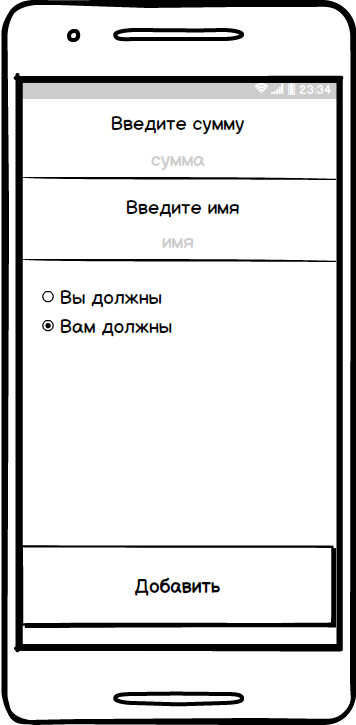 23:34
Введите сумму
сумма
Введите имя
имя
Вы должны
Вам должны
Добавить